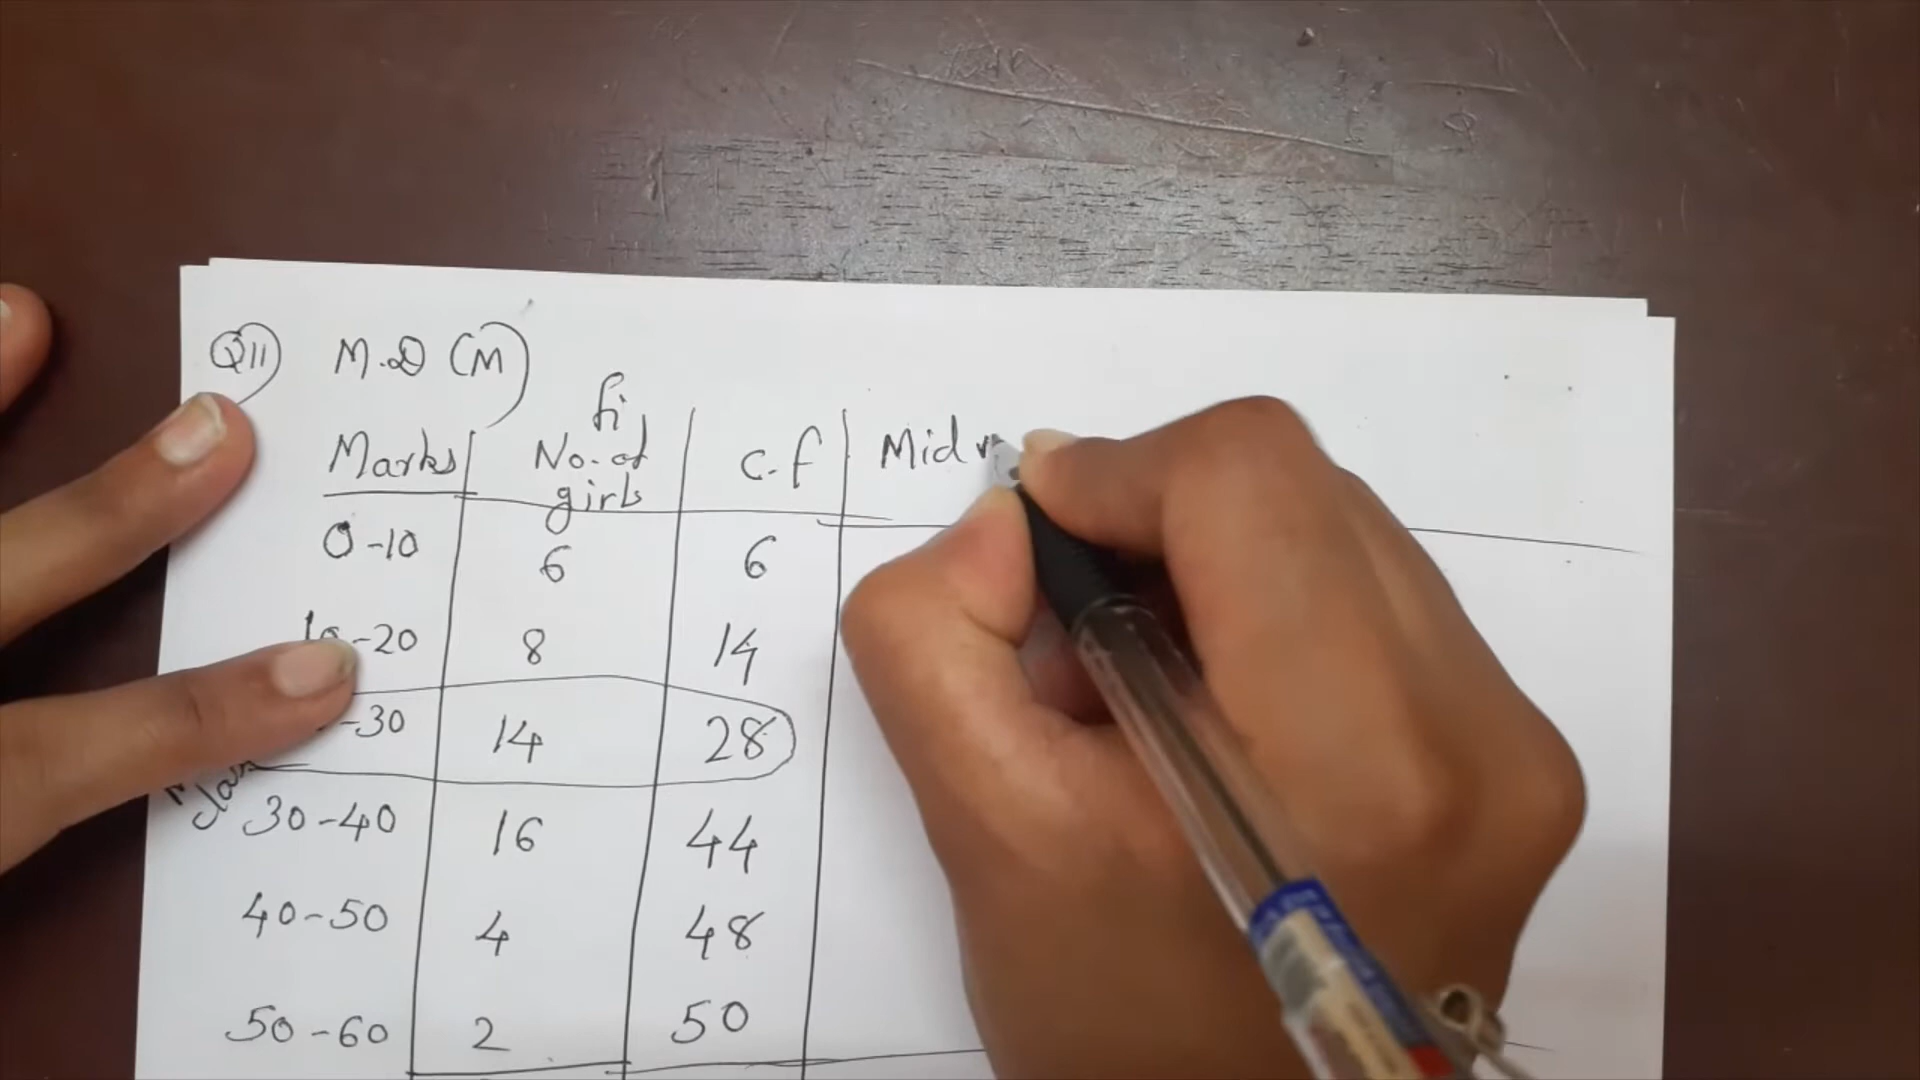 Q11 M.D (M)
fi
Marks No. of girls c.f Mid
0-10 6 6
10-20 8 14
-30 14 28
30-40 16 44
40-50 4 48
50-60 2 50